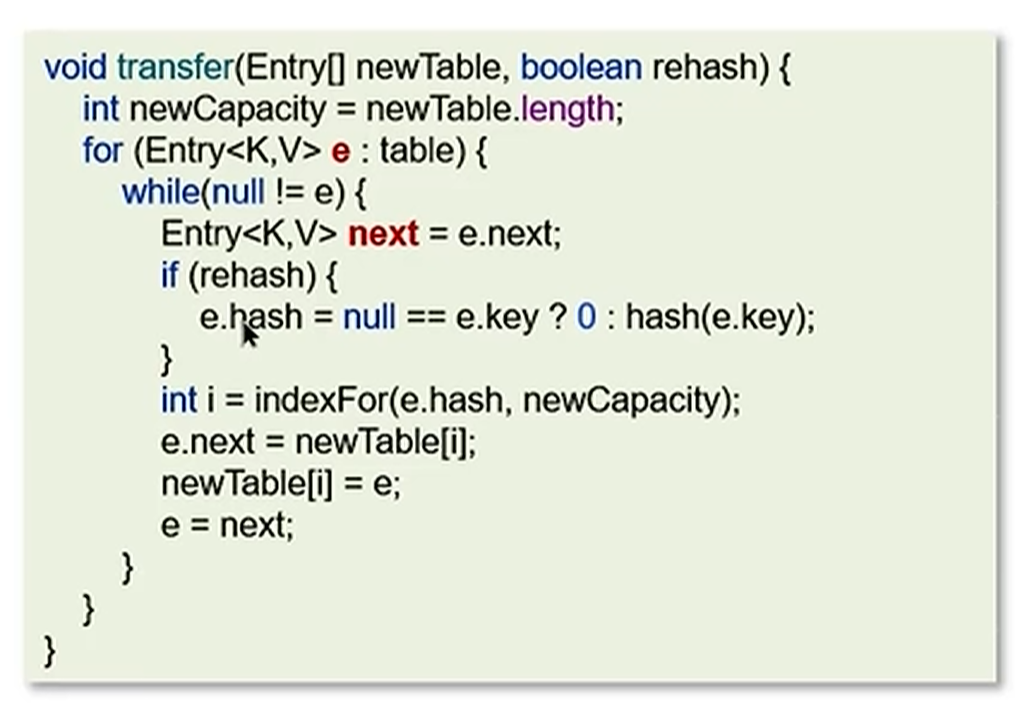 void transfer(Entry[] newTable, boolean rehash) {
int newCapacity = newTable.length;
for (Entry<K,V> e : table) {
while(null != e) {
Entry<K,V> next = e.next;
if (rehash) {
e.hash = null == e.key ? 0 : hash(e.key);
}
int i = indexFor(e.hash, newCapacity);
e.next = newTable[i];
newTable[i] = e;
e = next;
}
}
}